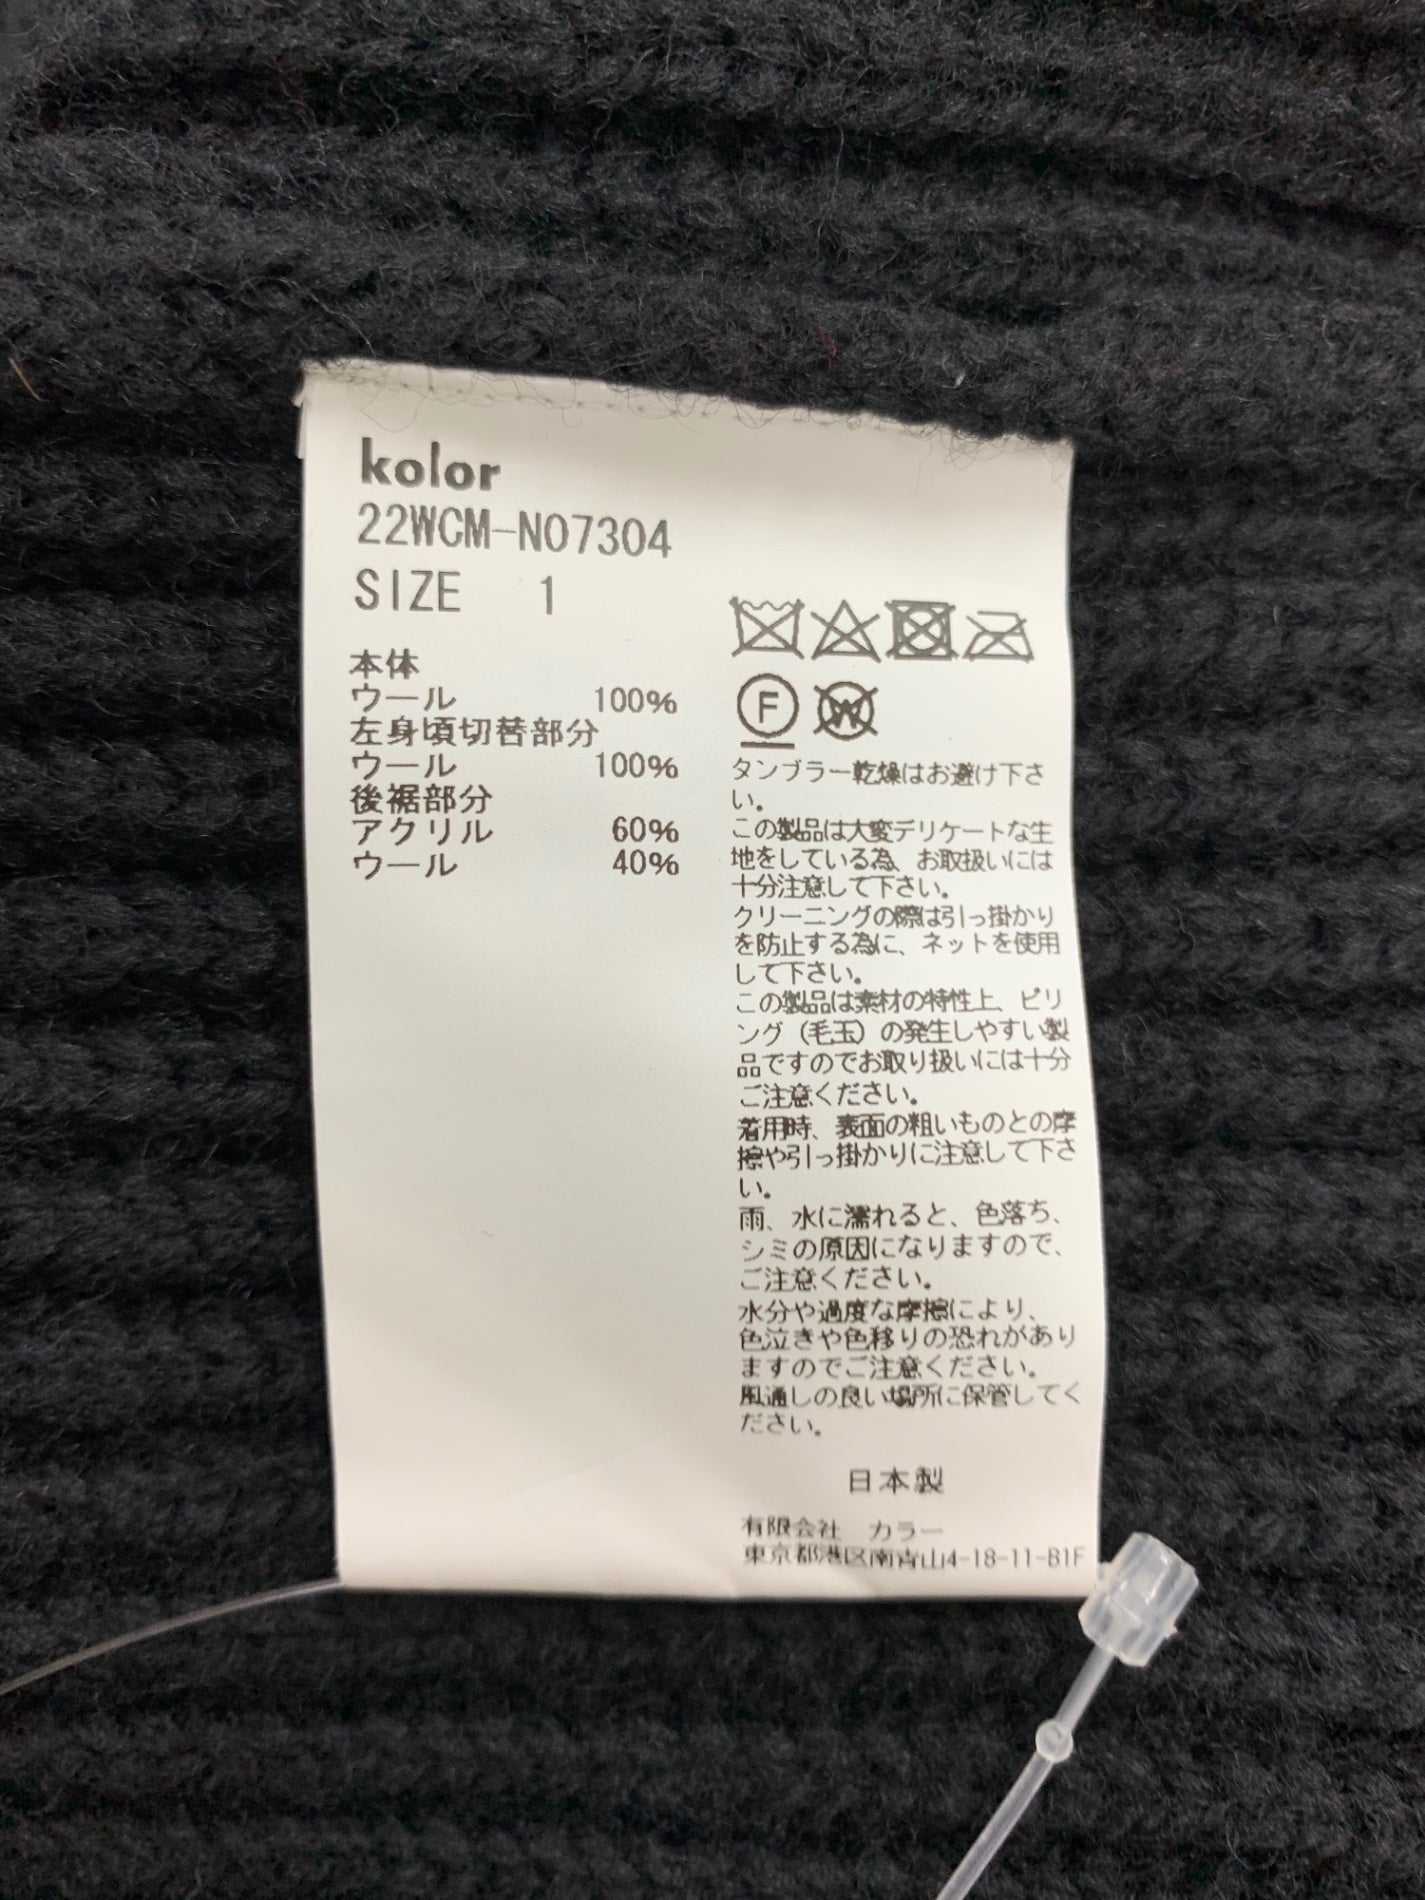 kolor
22WCM-N07304
SIZE 1
本体
ウール 100%
左身頃切替部分
ウール 100%
後裾部分
アクリル 60%
ウール 40%
F
W
タンブラー乾燥はお避け下さ
い。
この製品は大変デリケートな生
地をしている為、お取扱いには
十分注意して下さい。
クリーニングの際は引っ掛かり
を防止する為に、ネットを使用
して下さい。
この製品は素材の特性上、ピリ
ング（毛玉）の発生しやすい製
品ですのでお取り扱いには十分
ご注意ください。
着用時、表面の粗いものとの摩
擦や引っ掛かりに注意して下さ
い。
雨、水に濡れると、色落ち、
シミの原因になりますので、
ご注意ください。
水分や過度な摩擦により、
色泣きや色移りの恐れがあり
ますのでご注意ください。
風通しの良い場所に保管してく
ださい。
日本製
有限会社 カラー
東京都港区南青山4-18-11-B1F